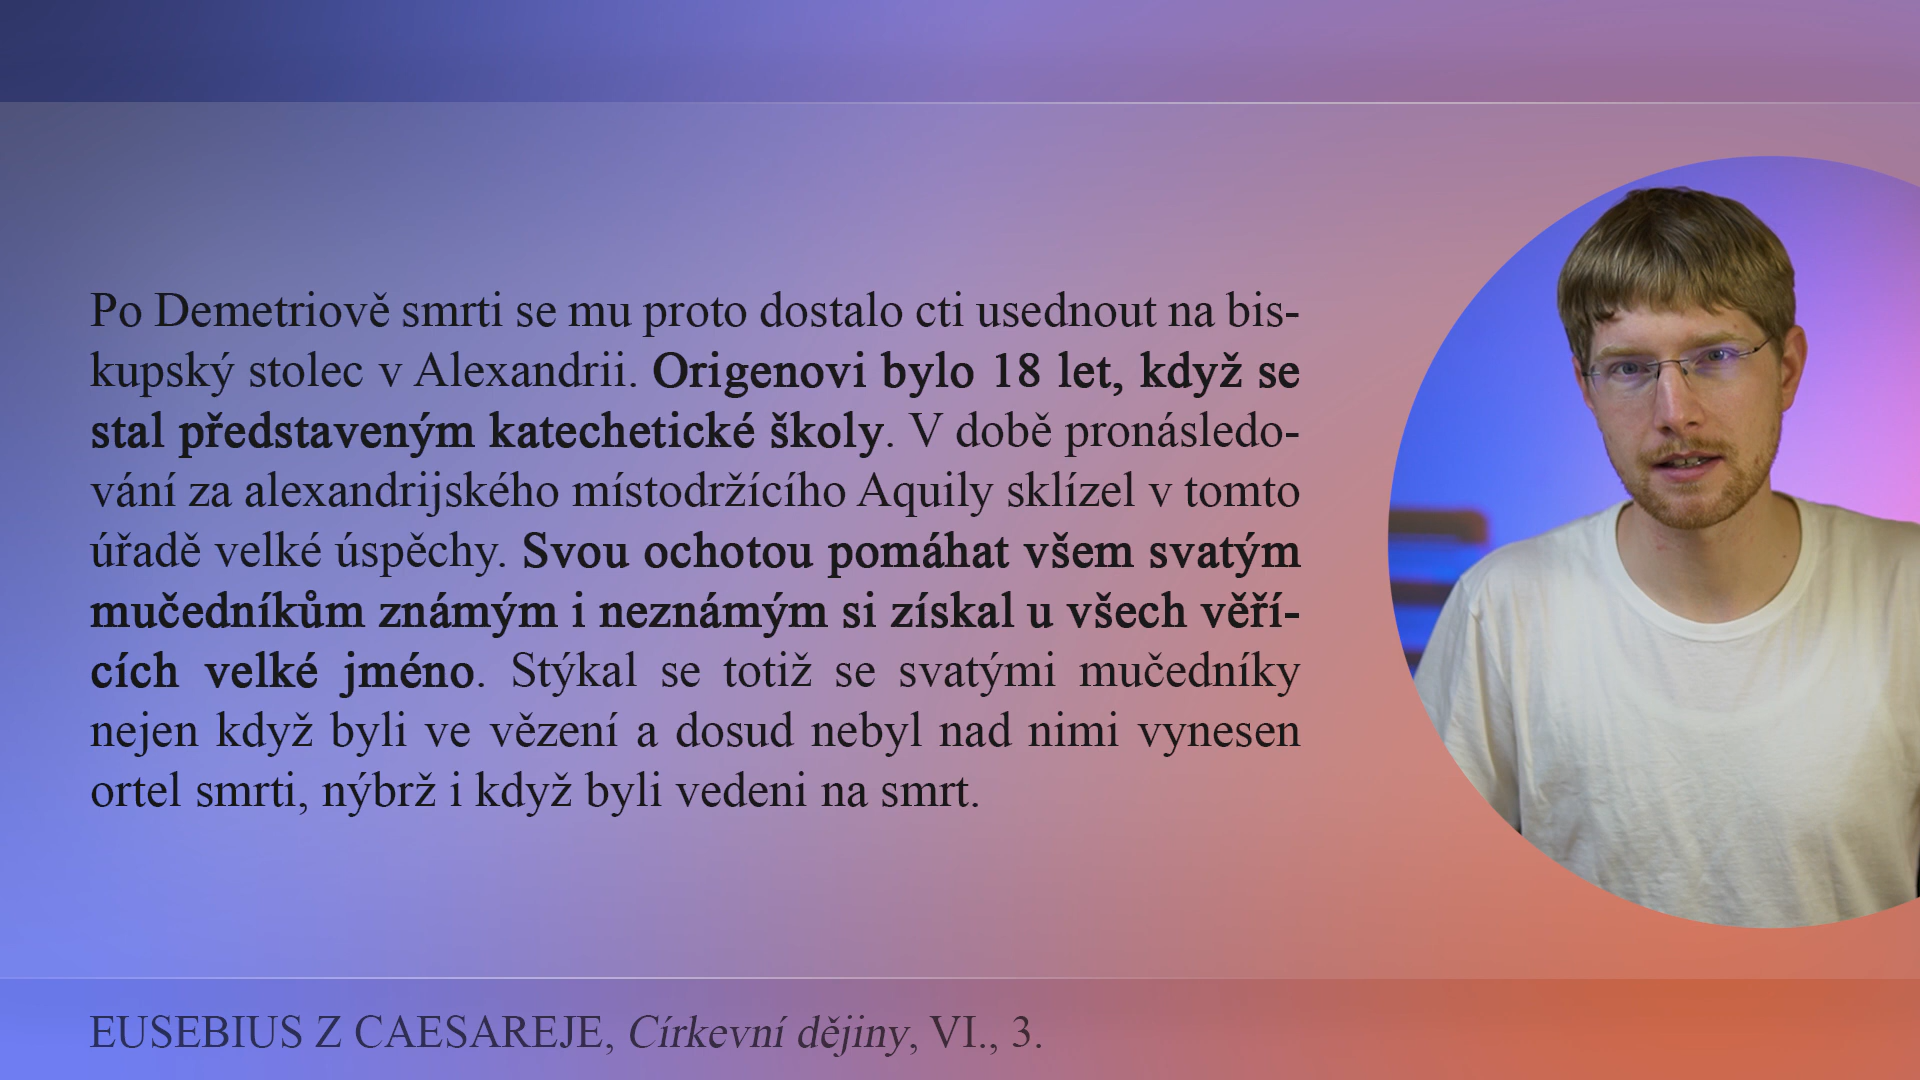 Po Demetriově smrti se mu proto dostalo cti usednout na bis-
kupský stolec v Alexandrii. Origenovi bylo 18 let, když se
stal představeným katechetické školy. V době pronásledo-
vání za alexandrijského místodržícího Aquily sklízel v tomto
úřadě velké úspěchy. Svou ochotou pomáhat všem svatým
mučedníkům známým i neznámým si získal u všech věří-
cích velké jméno. Stýkal se totiž se svatými mučedníky
nejen když byli ve vězení a dosud nebyl nad nimi vynesen
ortel smrti, nýbrž i když byli vedeni na smrt.
EUSEBIUS Z CAESAREJE, Církevní dějiny, VI., 3.